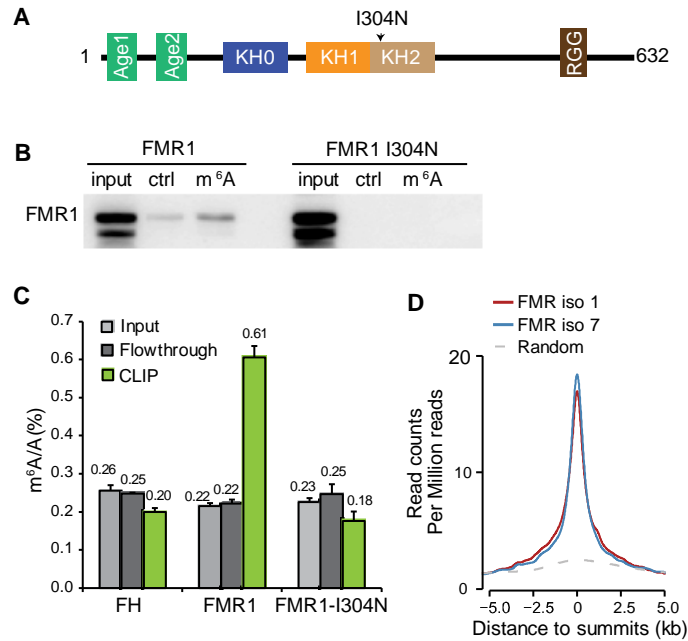 A
I304N
1 Age1 Age2 KH0 KH1 KH2 RGG 632
B
FMR1 FMR1 I304N
input ctrl m⁶A input ctrl m⁶A
FMR1
C
m⁶A/A(%)
0.7
0.6
0.5
0.4
0.3
0.2
0.1
0.0
Input
Flowthrough
CLIP
0.26 0.25 0.20
0.22 0.22 0.61
0.23 0.25 0.18
FH FMR1 FMR1-I304N
D
FMR iso 1
FMR iso 7
Random
Read counts
Per Million reads
20
10
0
−5.0 −2.5 0 2.5 5.0
Distance to summits (kb)